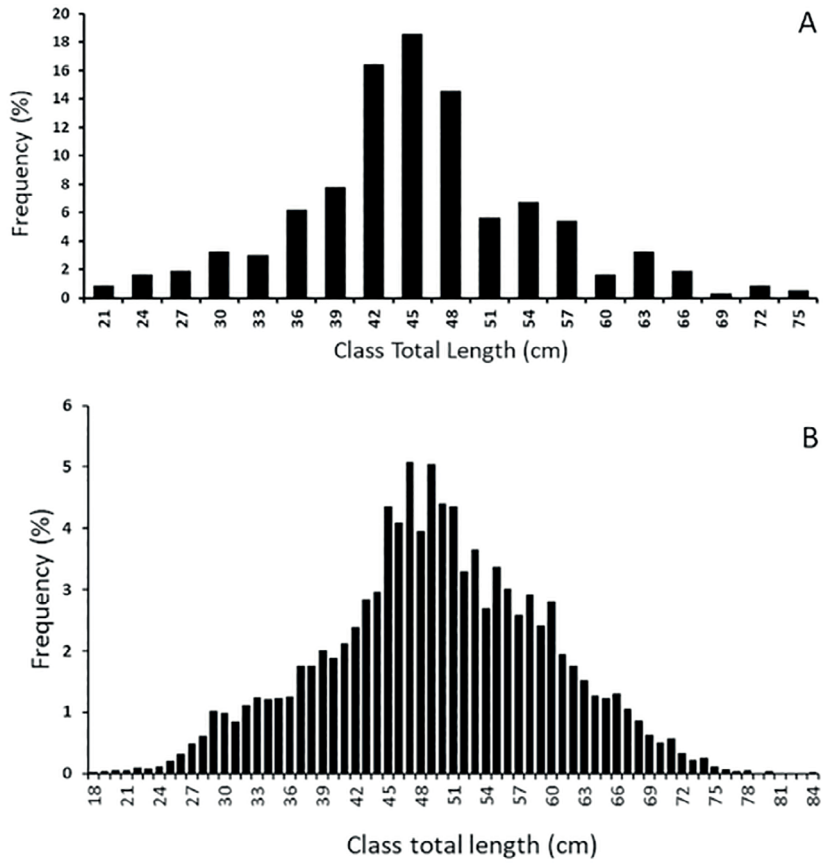 A
Frequency (%)
20
18
16
14
12
10
8
6
4
2
0
21 24 27 30 33 36 39 42 45 48 51 54 57 60 63 66 69 72 75
Class Total Length (cm)
B
Frequency (%)
6
5
4
3
2
1
0
18 21 24 27 30 33 36 39 42 45 48 51 54 57 60 63 66 69 72 75 78 81 84
Class total length (cm)